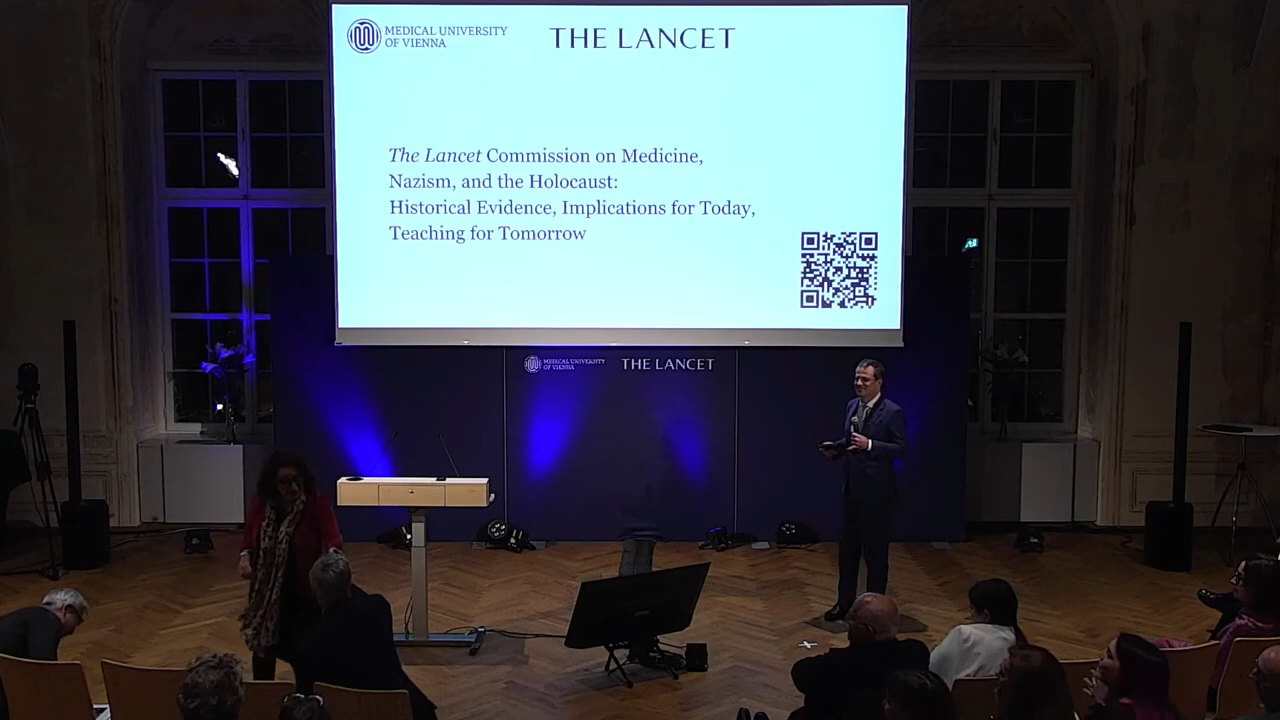 MEDICAL UNIVERSITY
OF VIENNA
THE LANCET
The Lancet Commission on Medicine,
Nazism, and the Holocaust:
Historical Evidence, Implications for Today,
Teaching for Tomorrow
MEDICAL UNIVERSITY
OF VIENNA
THE LANCET